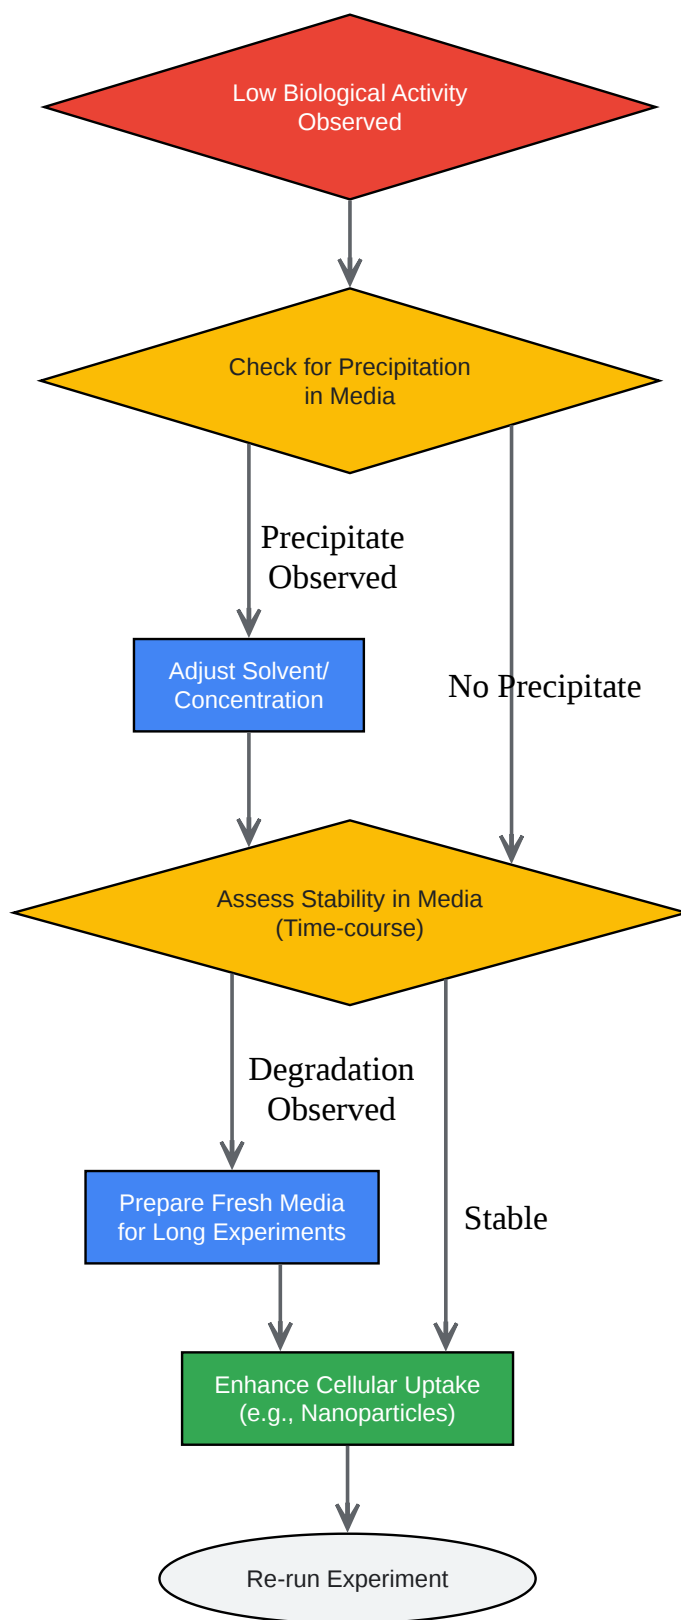 Low Biological Activity
Observed
Check for Precipitation
in Media
Precipitate
Observed
Adjust Solvent/
Concentration
No Precipitate
Assess Stability in Media
(Time-course)
Degradation
Observed
Prepare Fresh Media
for Long Experiments
Stable
Enhance Cellular Uptake
(e.g., Nanoparticles)
Re-run Experiment